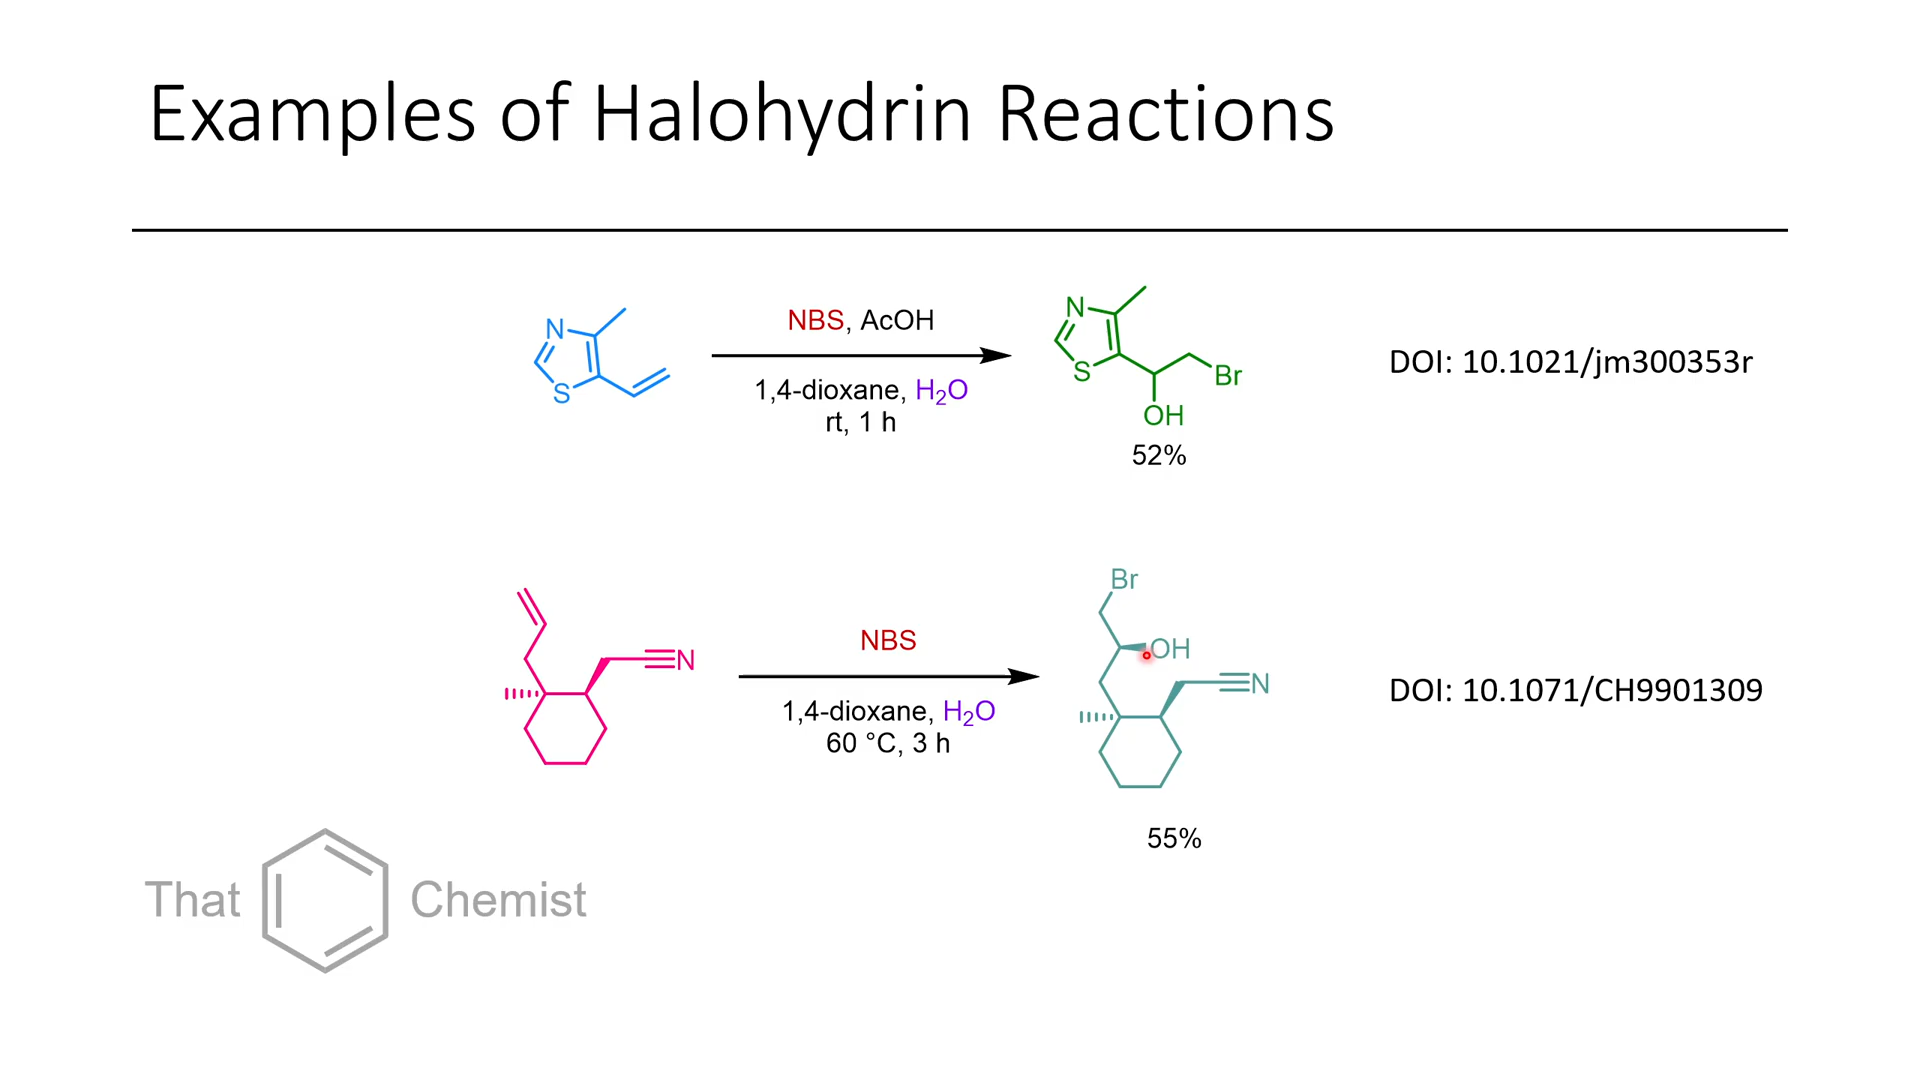 Examples of Halohydrin Reactions
N
S
NBS, AcOH
1,4-dioxane, H₂O
rt, 1 h
N
S
Br
OH
52%
DOI: 10.1021/jm300353r
N
NBS
1,4-dioxane, H₂O
60 °C, 3 h
Br
OH
N
55%
DOI: 10.1071/CH9901309
That Chemist